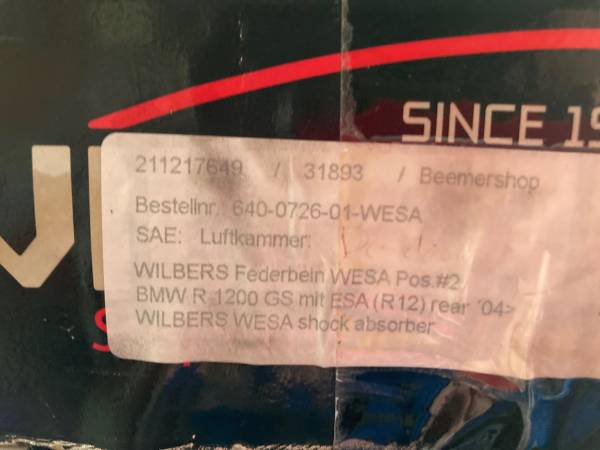 SINCE 19
211217649 / 31893 / Beemershop
Bestellnr. 640-0726-01-WESA
SAE: Luftkammer:
WILBERS Federbein WESA Pos.#2
BMW R 1200 GS mit ESA (R12) rear '04>
WILBERS WESA shock absorber